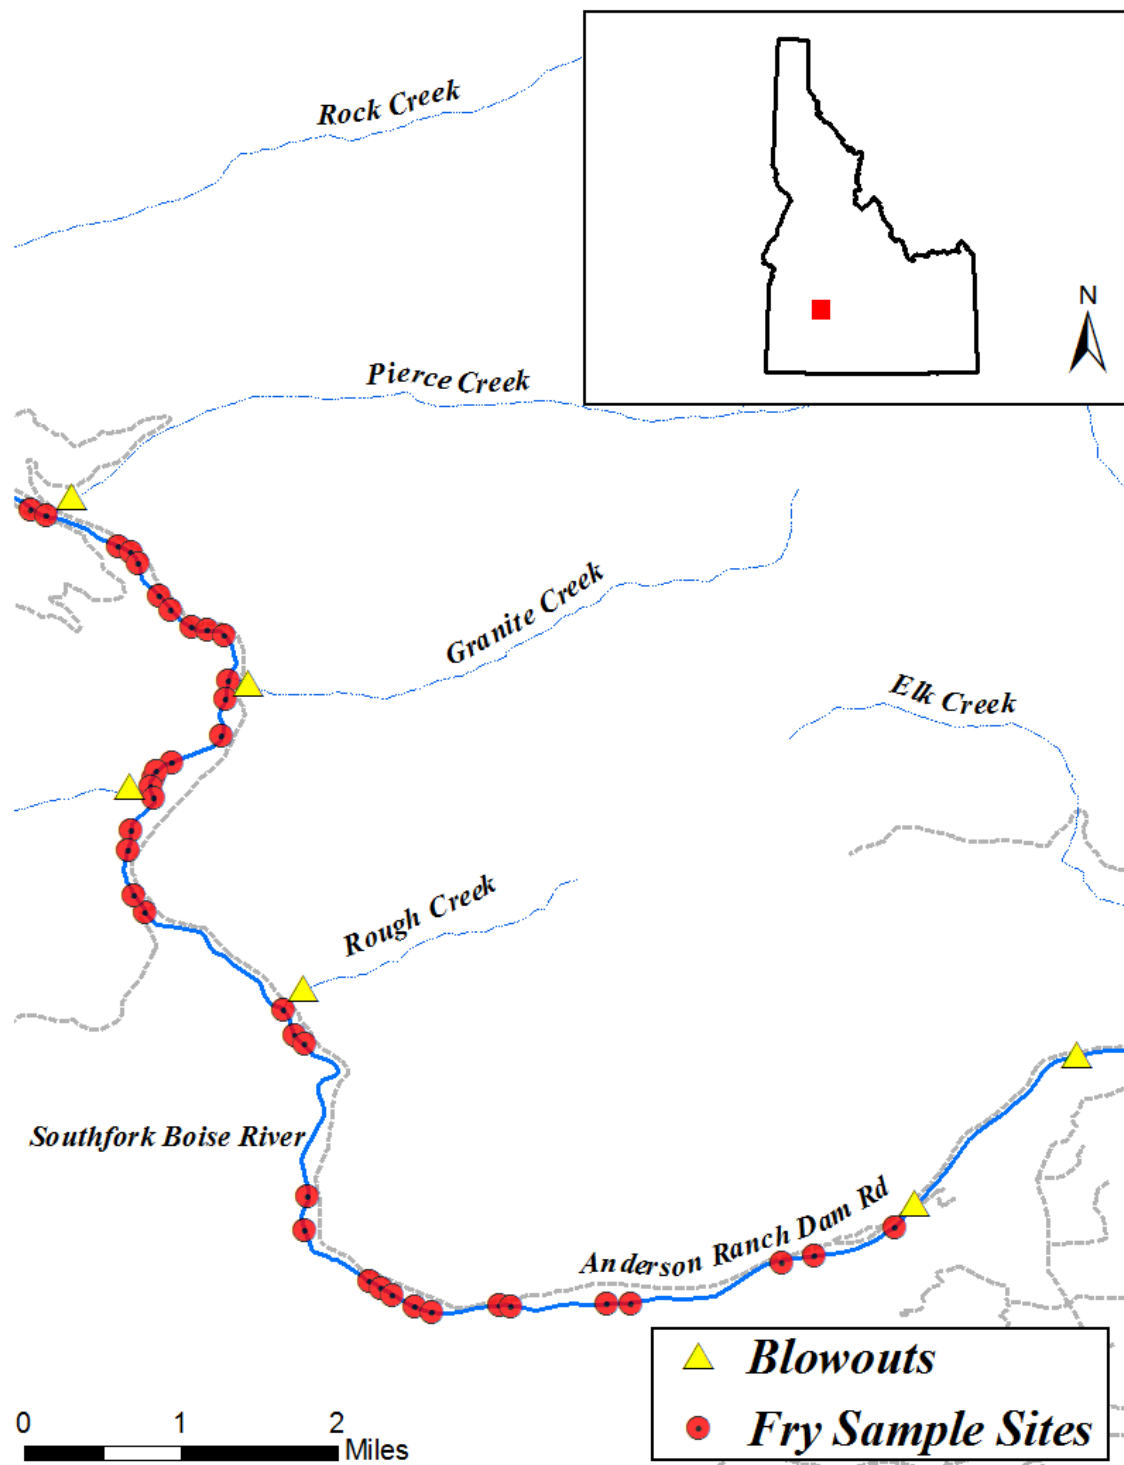 Rock Creek
N
Pierce Creek
Granite Creek
Elk Creek
Rough Creek
Southfork Boise River
Anderson Ranch Dam Rd
Blowouts
Fry Sample Sites
0 1 2
Miles